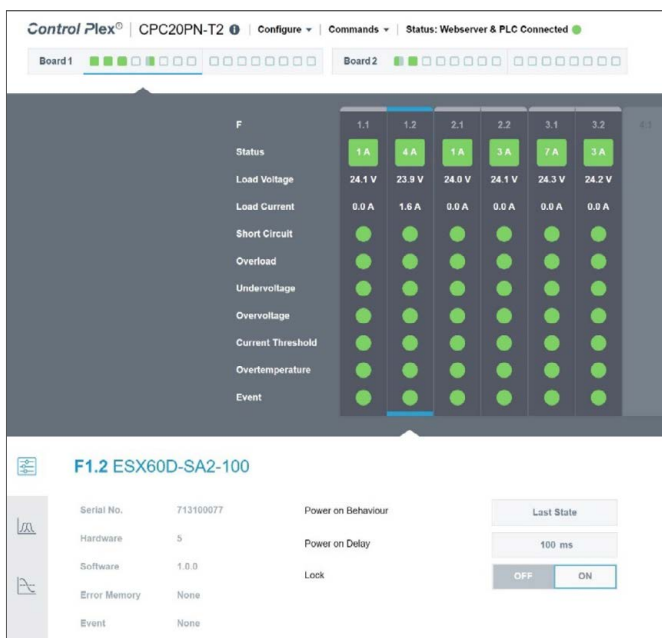 Control Plex® | CPC20PN-T2 | Configure | Commands | Status: Webserver & PLC Connected
Board 1 Board 2
F 1.1 1.2 2.1 2.2 3.1 3.2 4.1
Status 1 A 4 A 1 A 3 A 7 A 3 A
Load Voltage 24.1 V 23.9 V 24.0 V 24.1 V 24.3 V 24.2 V
Load Current 0.0 A 1.6 A 0.0 A 0.0 A 0.0 A 0.0 A
Short Circuit
Overload
Undervoltage
Overvoltage
Current Threshold
Overtemperature
Event
F1.2 ESX60D-SA2-100
Serial No. 713100077 Power on Behaviour Last State
Hardware 5 Power on Delay 100 ms
Software 1.0.0 Lock OFF ON
Error Memory None
Event None